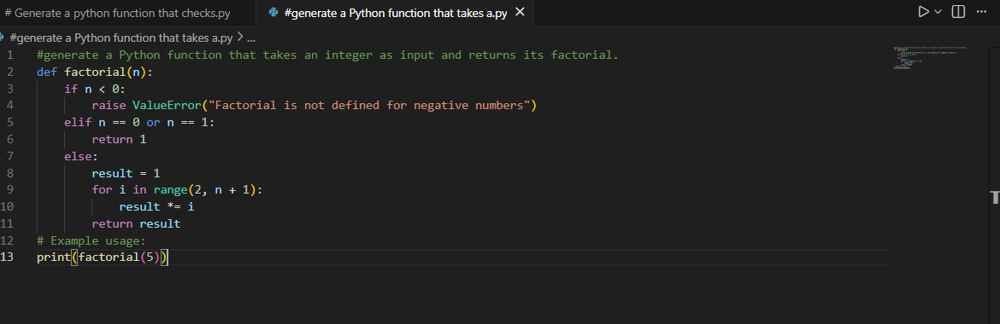 # Generate a python function that checks.py
#generate a Python function that takes a.py
#generate a Python function that takes a.py > ...
1 #generate a Python function that takes an integer as input and returns its factorial.
2 def factorial(n):
3     if n < 0:
4         raise ValueError("Factorial is not defined for negative numbers")
5     elif n == 0 or n == 1:
6         return 1
7     else:
8         result = 1
9         for i in range(2, n + 1):
10             result *= i
11         return result
12 # Example usage:
13 print(factorial(5))